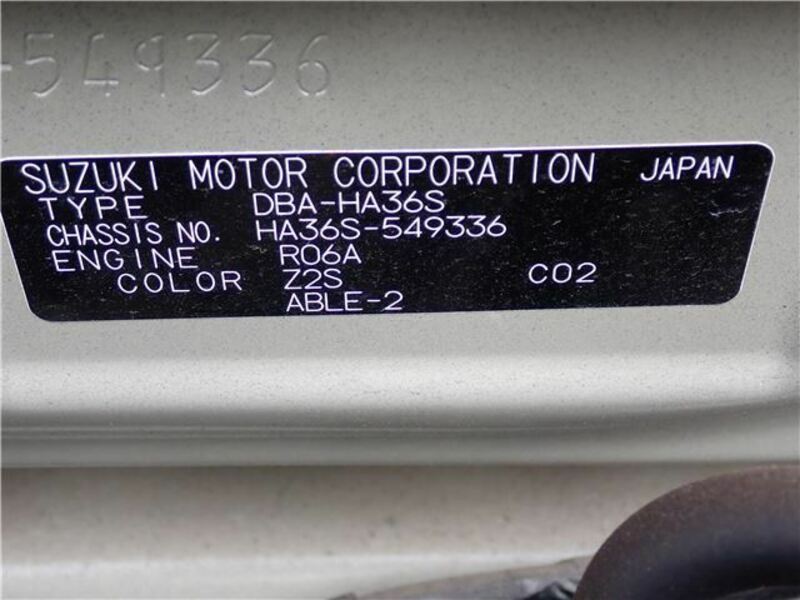 -549336
SUZUKI MOTOR CORPORATION JAPAN
TYPE DBA-HA36S
CHASSIS NO. HA36S-549336
ENGINE R06A
COLOR Z2S C02
ABLE-2